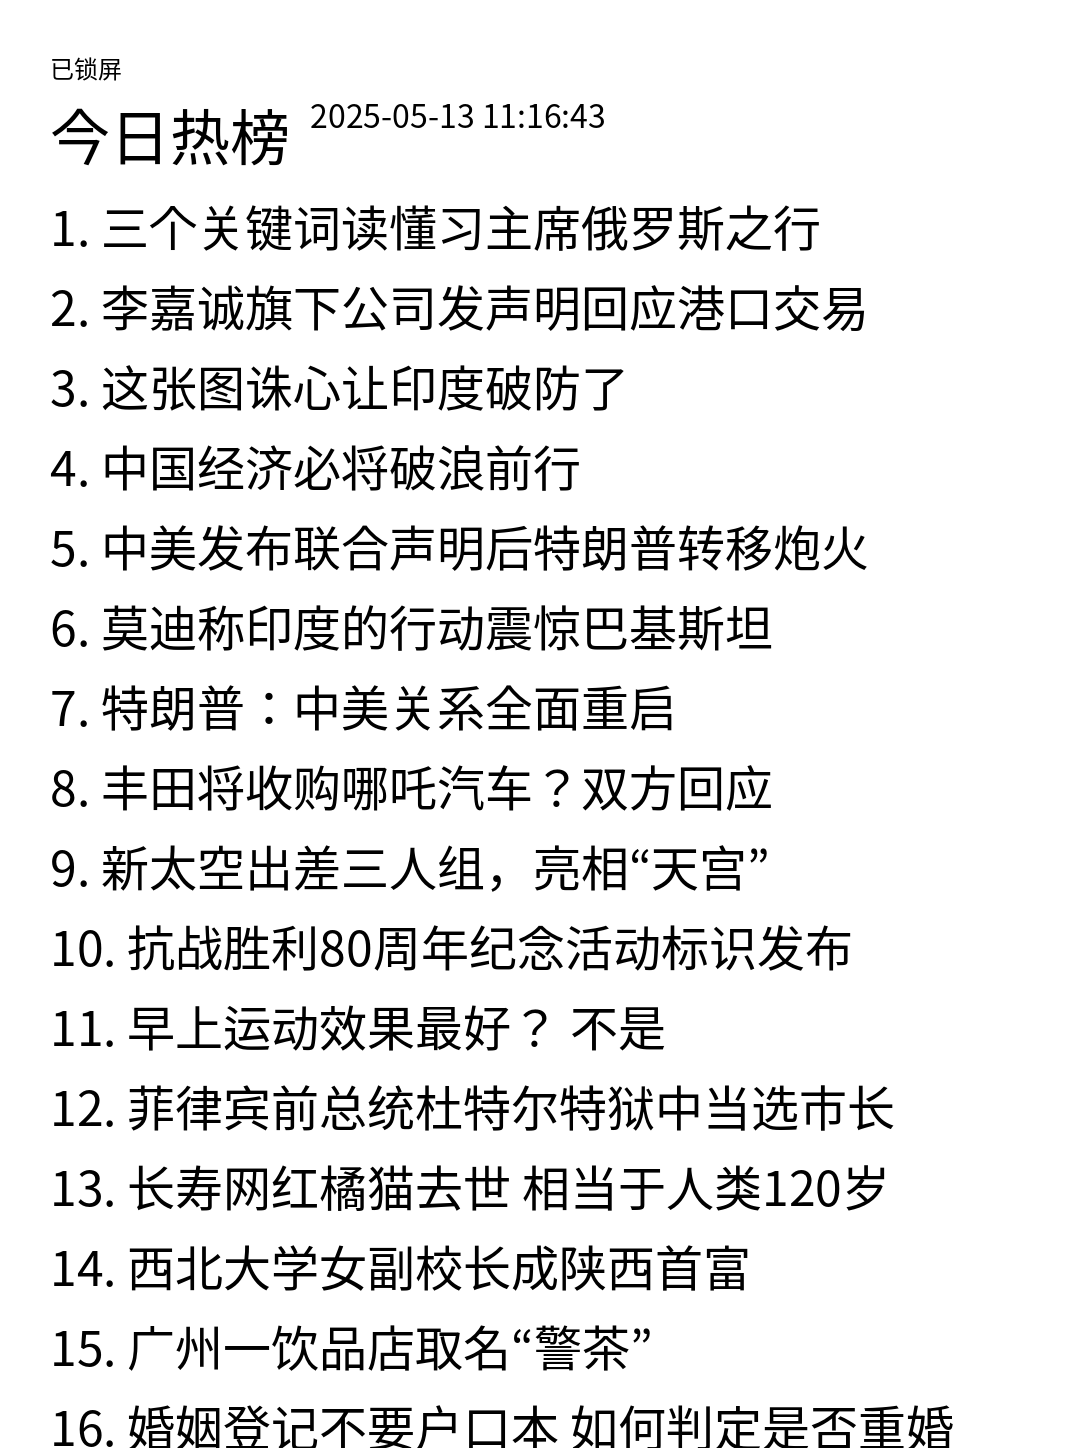 已锁屏
今日热榜 2025-05-13 11:16:43
1. 三个关键词读懂习主席俄罗斯之行
2. 李嘉诚旗下公司发声明回应港口交易
3. 这张图诛心让印度破防了
4. 中国经济必将破浪前行
5. 中美发布联合声明后特朗普转移炮火
6. 莫迪称印度的行动震惊巴基斯坦
7. 特朗普：中美关系全面重启
8. 丰田将收购哪吒汽车？双方回应
9. 新太空出差三人组，亮相“天宫”
10. 抗战胜利80周年纪念活动标识发布
11. 早上运动效果最好？ 不是
12. 菲律宾前总统杜特尔特狱中当选市长
13. 长寿网红橘猫去世 相当于人类120岁
14. 西北大学女副校长成陕西首富
15. 广州一饮品店取名“警茶”
16. 婚姻登记不要户口本 如何判定是否重婚